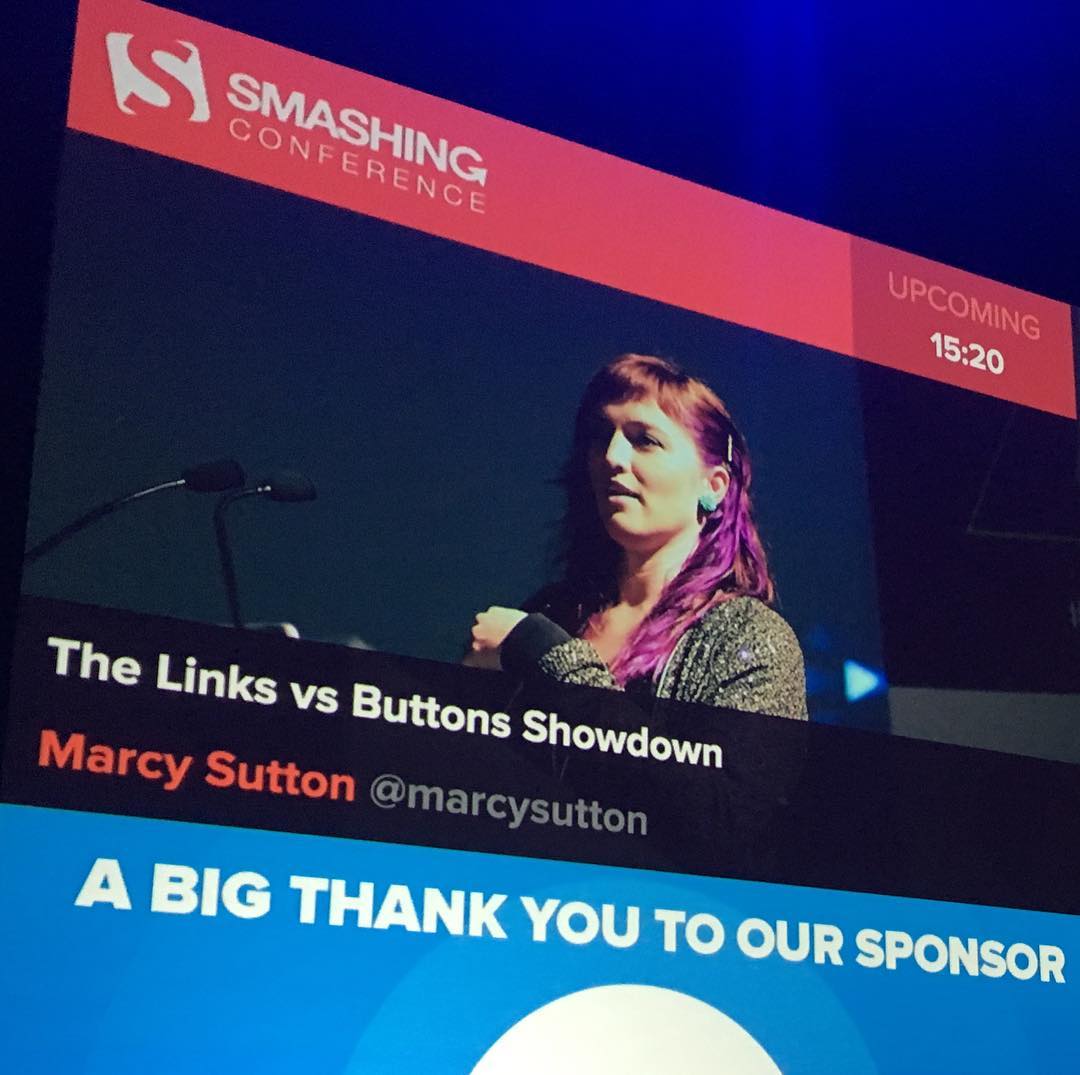 SMASHING
CONFERENCE
UPCOMING
15:20
The Links vs Buttons Showdown
Marcy Sutton @marcysutton
A BIG THANK YOU TO OUR SPONSOR